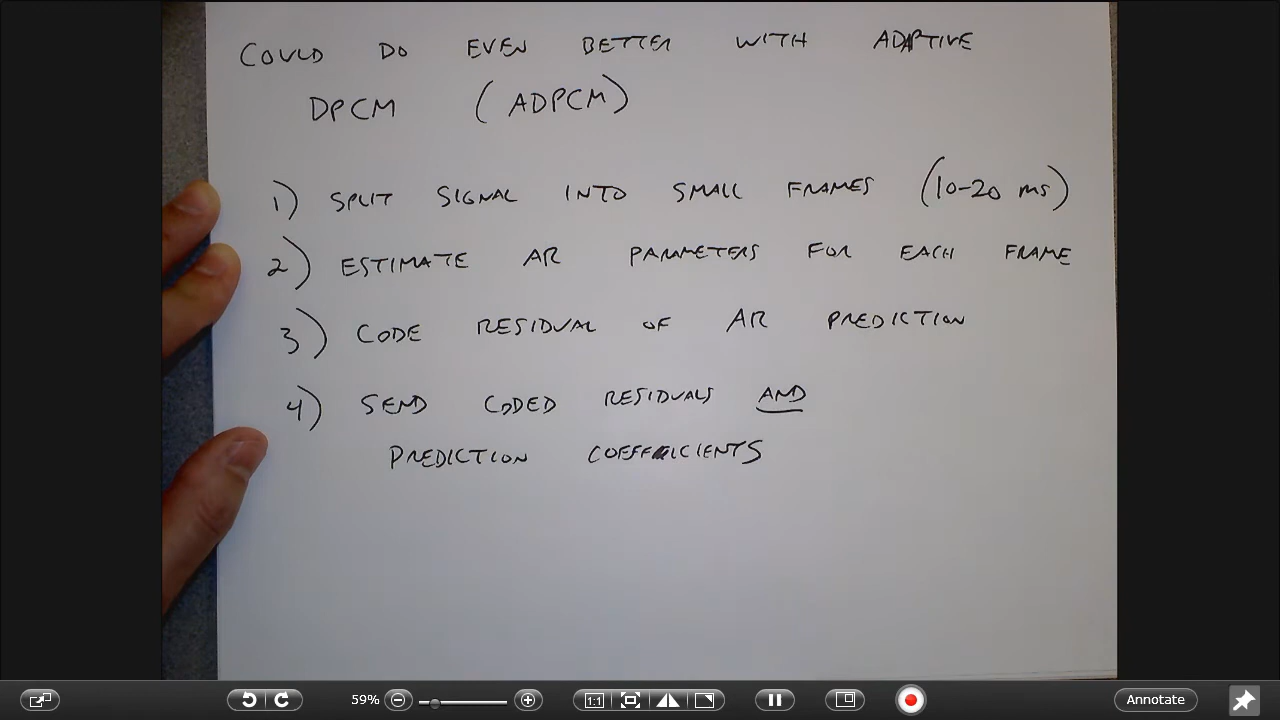 COULD DO EVEN BETTER WITH ADAPTIVE
DPCM (ADPCM)
1) SPLIT SIGNAL INTO SMALL FRAMES (10-20 ms)
2) ESTIMATE AR PARAMETERS FOR EACH FRAME
3) CODE RESIDUAL OF AR PREDICTION
4) SEND CODED RESIDUALS AND
PREDICTION COEFFICIENTS
59% 1:1 Annotate